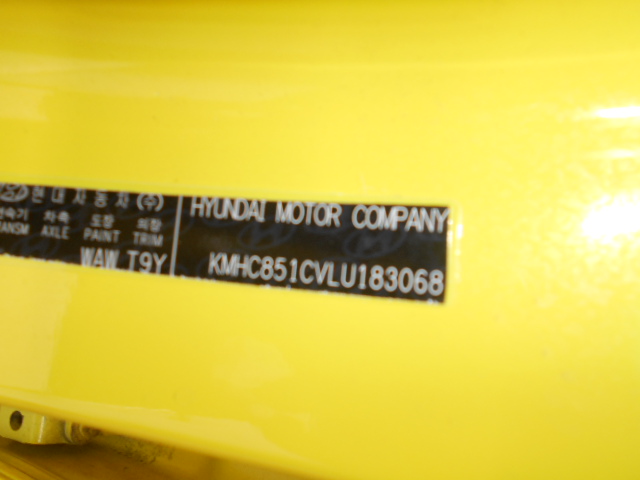 현대자동차(주)
변속기 차축 도장 외장
TRANSM AXLE PAINT TRIM
WAW T9Y
HYUNDAI MOTOR COMPANY
KMHC851CVLU183068